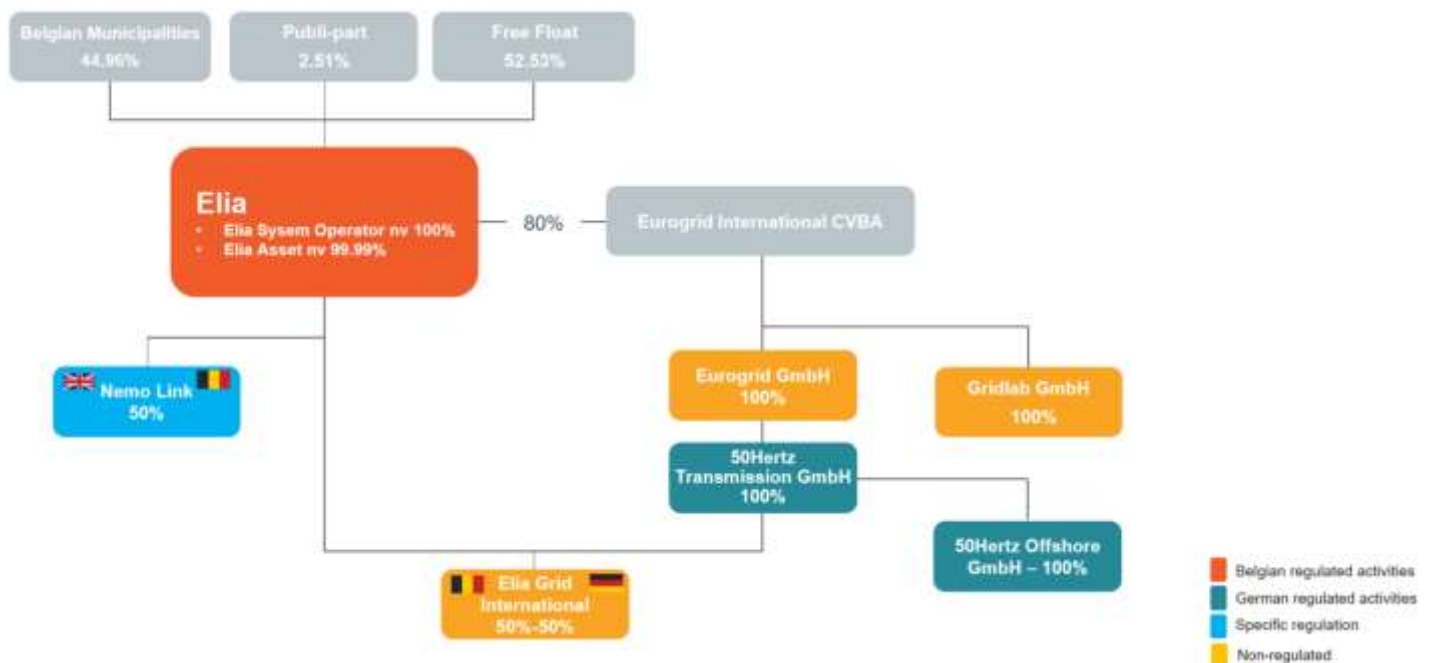 Belgian Municipalities
44.96%
Publi-part
2.51%
Free Float
52.53%
Elia
• Elia Sysem Operator nv 100%
• Elia Asset nv 99.99%
80%
Eurogrid International CVBA
Nemo Link
50%
Eurogrid GmbH
100%
Gridlab GmbH
100%
50Hertz
Transmission GmbH
100%
50Hertz Offshore
GmbH – 100%
Elia Grid
International
50%-50%
Belgian regulated activities
German regulated activities
Specific regulation
Non-regulated